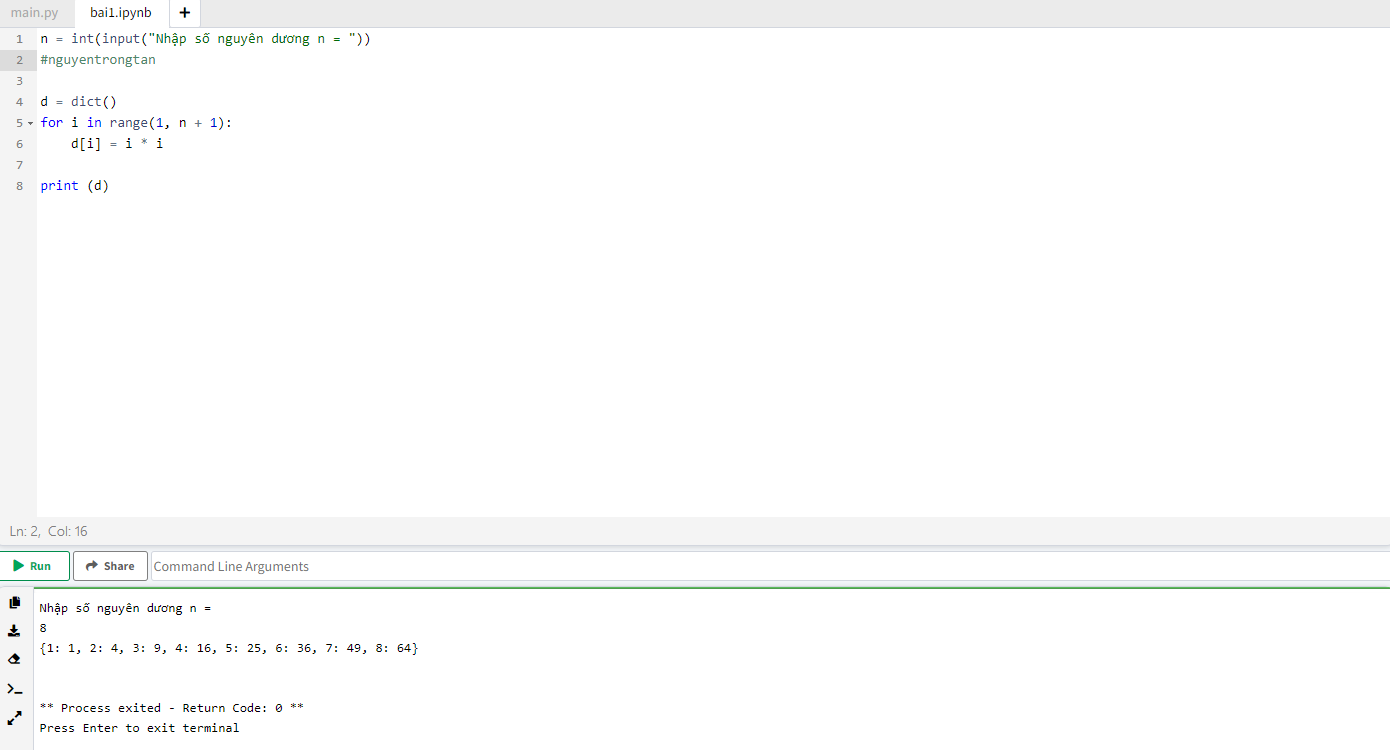 main.py bai1.ipynb +
1 n = int(input("Nhập số nguyên dương n = "))
2 #nguyentrongtan
3
4 d = dict()
5 for i in range(1, n + 1):
6 d[i] = i * i
7
8 print (d)
Ln: 2, Col: 16
Run Share Command Line Arguments
Nhập số nguyên dương n =
8
{1: 1, 2: 4, 3: 9, 4: 16, 5: 25, 6: 36, 7: 49, 8: 64}
** Process exited - Return Code: 0 **
Press Enter to exit terminal